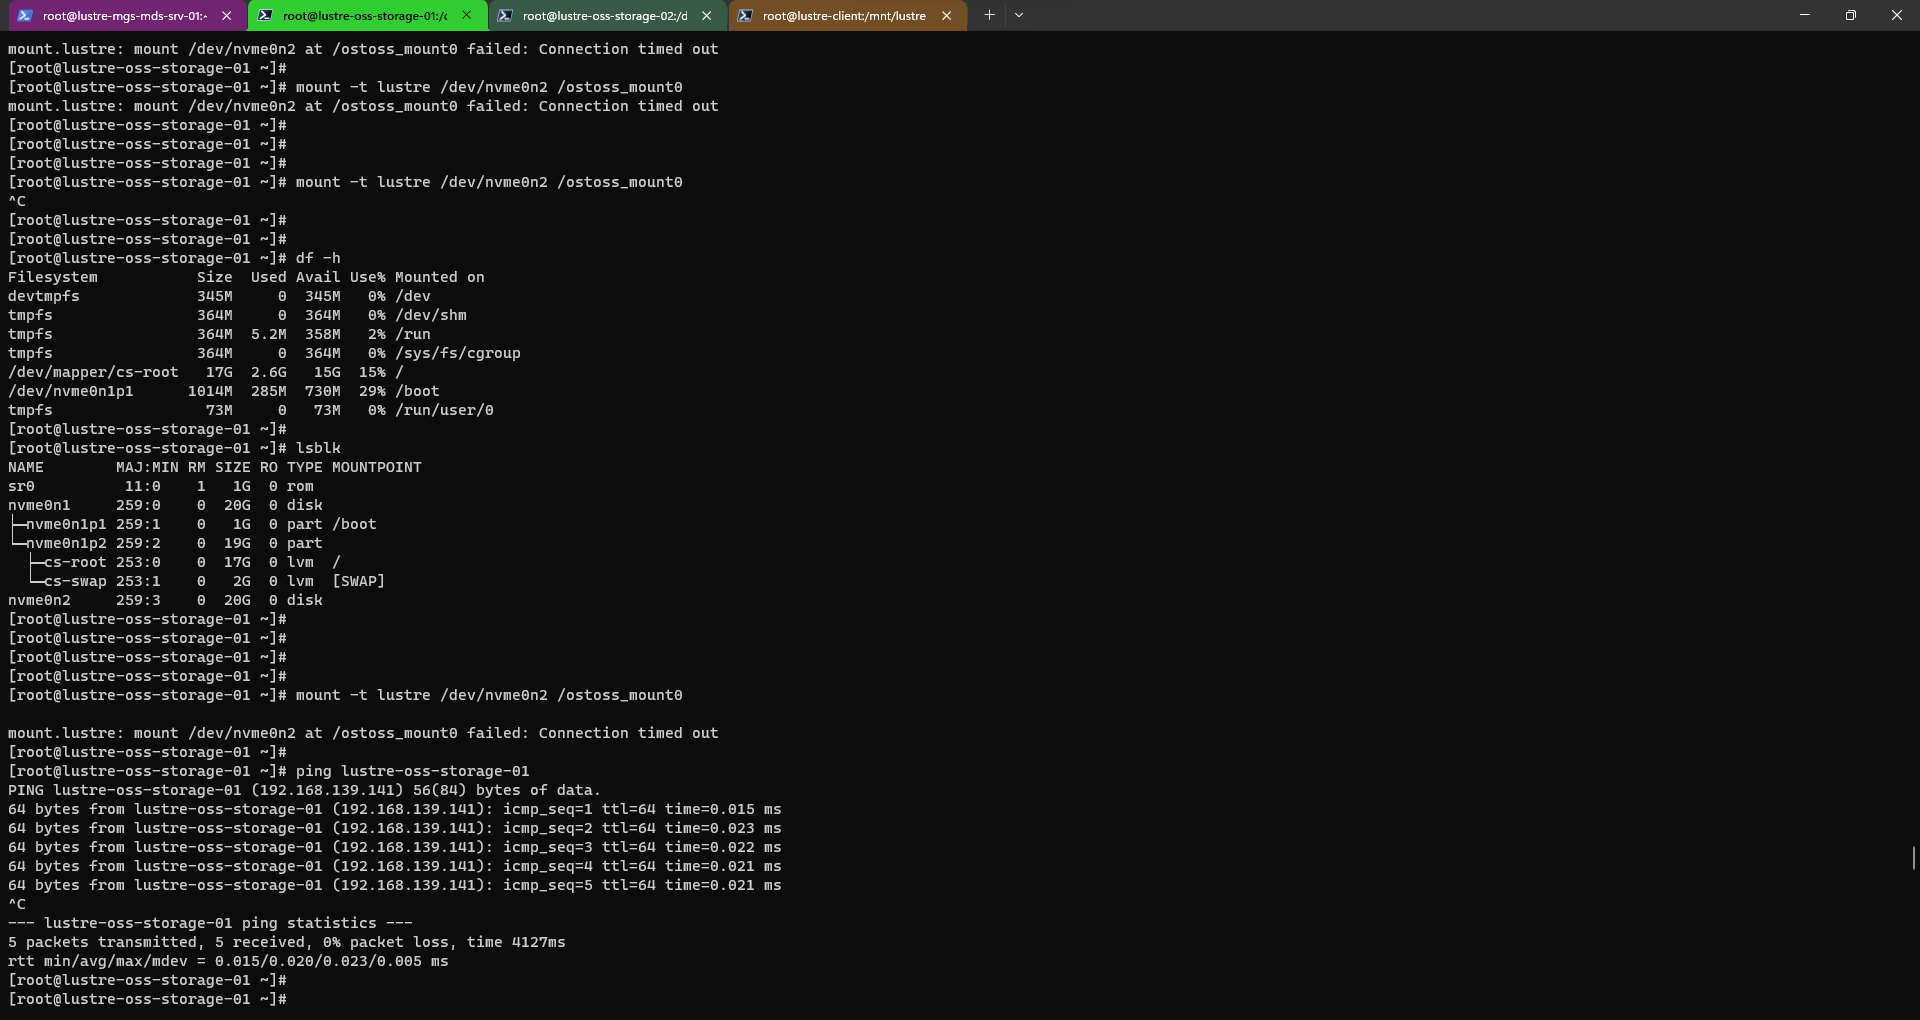 root@lustre-mgs-mds-srv-01:~
root@lustre-oss-storage-01:/c
root@lustre-oss-storage-02:/d
root@lustre-client:/mnt/lustre
mount.lustre: mount /dev/nvme0n2 at /ostoss_mount0 failed: Connection timed out
[root@lustre-oss-storage-01 ~]#
[root@lustre-oss-storage-01 ~]# mount -t lustre /dev/nvme0n2 /ostoss_mount0
mount.lustre: mount /dev/nvme0n2 at /ostoss_mount0 failed: Connection timed out
[root@lustre-oss-storage-01 ~]#
[root@lustre-oss-storage-01 ~]#
[root@lustre-oss-storage-01 ~]#
[root@lustre-oss-storage-01 ~]# mount -t lustre /dev/nvme0n2 /ostoss_mount0
^C
[root@lustre-oss-storage-01 ~]#
[root@lustre-oss-storage-01 ~]#
[root@lustre-oss-storage-01 ~]# df -h
Filesystem           Size  Used Avail Use% Mounted on
devtmpfs             345M     0  345M   0% /dev
tmpfs                364M     0  364M   0% /dev/shm
tmpfs                364M  5.2M  358M   2% /run
tmpfs                364M     0  364M   0% /sys/fs/cgroup
/dev/mapper/cs-root   17G  2.6G   15G  15% /
/dev/nvme0n1p1      1014M  285M  730M  29% /boot
tmpfs                 73M     0   73M   0% /run/user/0
[root@lustre-oss-storage-01 ~]#
[root@lustre-oss-storage-01 ~]# lsblk
NAME        MAJ:MIN RM SIZE RO TYPE MOUNTPOINT
sr0          11:0    1   1G  0 rom
nvme0n1     259:0    0  20G  0 disk
├─nvme0n1p1 259:1    0   1G  0 part /boot
└─nvme0n1p2 259:2    0  19G  0 part
  ├─cs-root 253:0    0  17G  0 lvm  /
  └─cs-swap 253:1    0   2G  0 lvm  [SWAP]
nvme0n2     259:3    0  20G  0 disk
[root@lustre-oss-storage-01 ~]#
[root@lustre-oss-storage-01 ~]#
[root@lustre-oss-storage-01 ~]#
[root@lustre-oss-storage-01 ~]#
[root@lustre-oss-storage-01 ~]# mount -t lustre /dev/nvme0n2 /ostoss_mount0
mount.lustre: mount /dev/nvme0n2 at /ostoss_mount0 failed: Connection timed out
[root@lustre-oss-storage-01 ~]#
[root@lustre-oss-storage-01 ~]# ping lustre-oss-storage-01
PING lustre-oss-storage-01 (192.168.139.141) 56(84) bytes of data.
64 bytes from lustre-oss-storage-01 (192.168.139.141): icmp_seq=1 ttl=64 time=0.015 ms
64 bytes from lustre-oss-storage-01 (192.168.139.141): icmp_seq=2 ttl=64 time=0.023 ms
64 bytes from lustre-oss-storage-01 (192.168.139.141): icmp_seq=3 ttl=64 time=0.022 ms
64 bytes from lustre-oss-storage-01 (192.168.139.141): icmp_seq=4 ttl=64 time=0.021 ms
64 bytes from lustre-oss-storage-01 (192.168.139.141): icmp_seq=5 ttl=64 time=0.021 ms
^C
--- lustre-oss-storage-01 ping statistics ---
5 packets transmitted, 5 received, 0% packet loss, time 4127ms
rtt min/avg/max/mdev = 0.015/0.020/0.023/0.005 ms
[root@lustre-oss-storage-01 ~]#
[root@lustre-oss-storage-01 ~]#